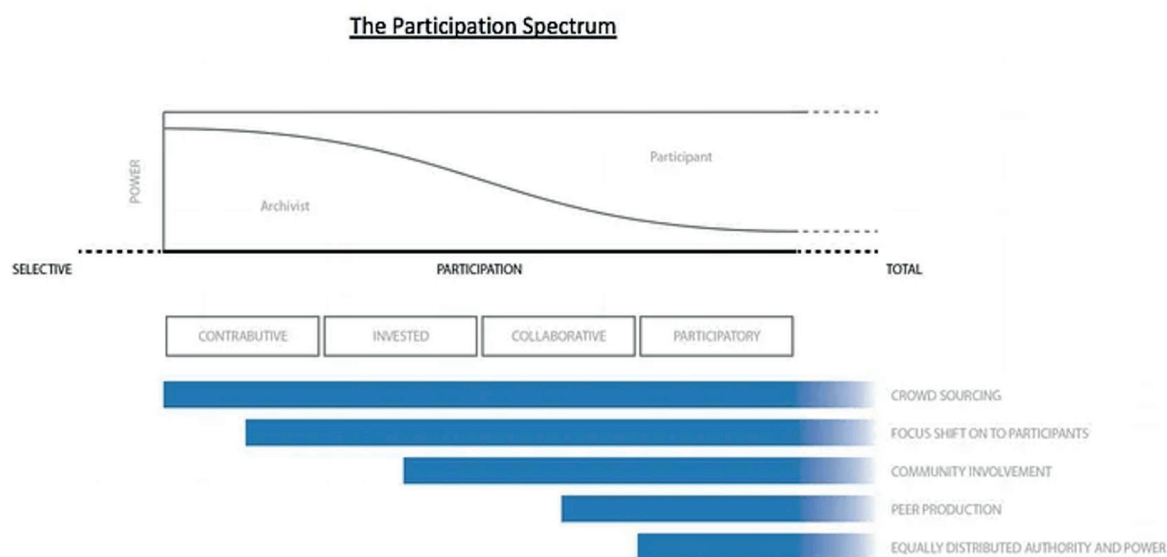 The Participation Spectrum
POWER
Participant
Archivist
SELECTIVE
PARTICIPATION
TOTAL
CONTRABUTIVE
INVESTED
COLLABORATIVE
PARTICIPATORY
CROWD SOURCING
FOCUS SHIFT ON TO PARTICIPANTS
COMMUNITY INVOLVEMENT
PEER PRODUCTION
EQUALLY DISTRIBUTED AUTHORITY AND POWER